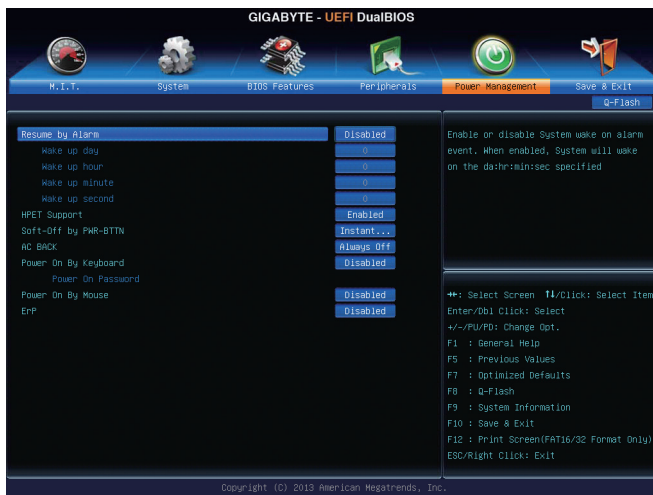 GIGABYTE - UEFI DualBIOS
M.I.T. System BIOS Features Peripherals Power Management Save & Exit
Q-Flash
Resume by Alarm Disabled
Wake up day 0
Wake up hour 0
Wake up minute 0
Wake up second 0
HPET Support Enabled
Soft-Off by PWR-BTTN Instant...
AC BACK Always Off
Power On By Keyboard Disabled
Power On Password
Power On By Mouse Disabled
ErP Disabled
Enable or disable System wake on alarm
event. When enabled, System will wake
on the da:hr:min:sec specified
→←: Select Screen ↑↓/Click: Select Item
Enter/Dbl Click: Select
+/-/PU/PD: Change Opt.
F1 : General Help
F5 : Previous Values
F7 : Optimized Defaults
F8 : Q-Flash
F9 : System Information
F10 : Save & Exit
F12 : Print Screen(FAT16/32 Format Only)
ESC/Right Click: Exit
Copyright (C) 2013 American Megatrends, Inc.